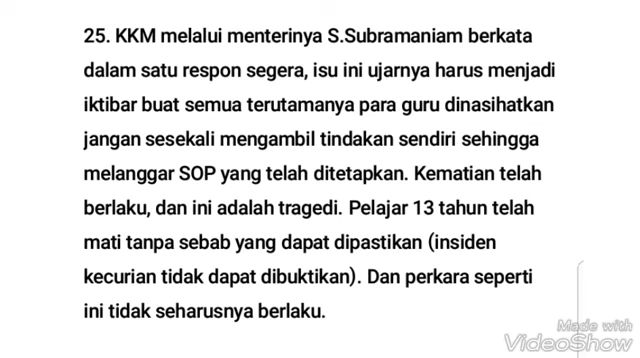 25. KKM melalui menterinya S.Subramaniam berkata
dalam satu respon segera, isu ini ujarnya harus menjadi
iktibar buat semua terutamanya para guru dinasihatkan
jangan sesekali mengambil tindakan sendiri sehingga
melanggar SOP yang telah ditetapkan. Kematian telah
berlaku, dan ini adalah tragedi. Pelajar 13 tahun telah
mati tanpa sebab yang dapat dipastikan (insiden
kecurian tidak dapat dibuktikan). Dan perkara seperti
ini tidak seharusnya berlaku.
Made with
VideoShow